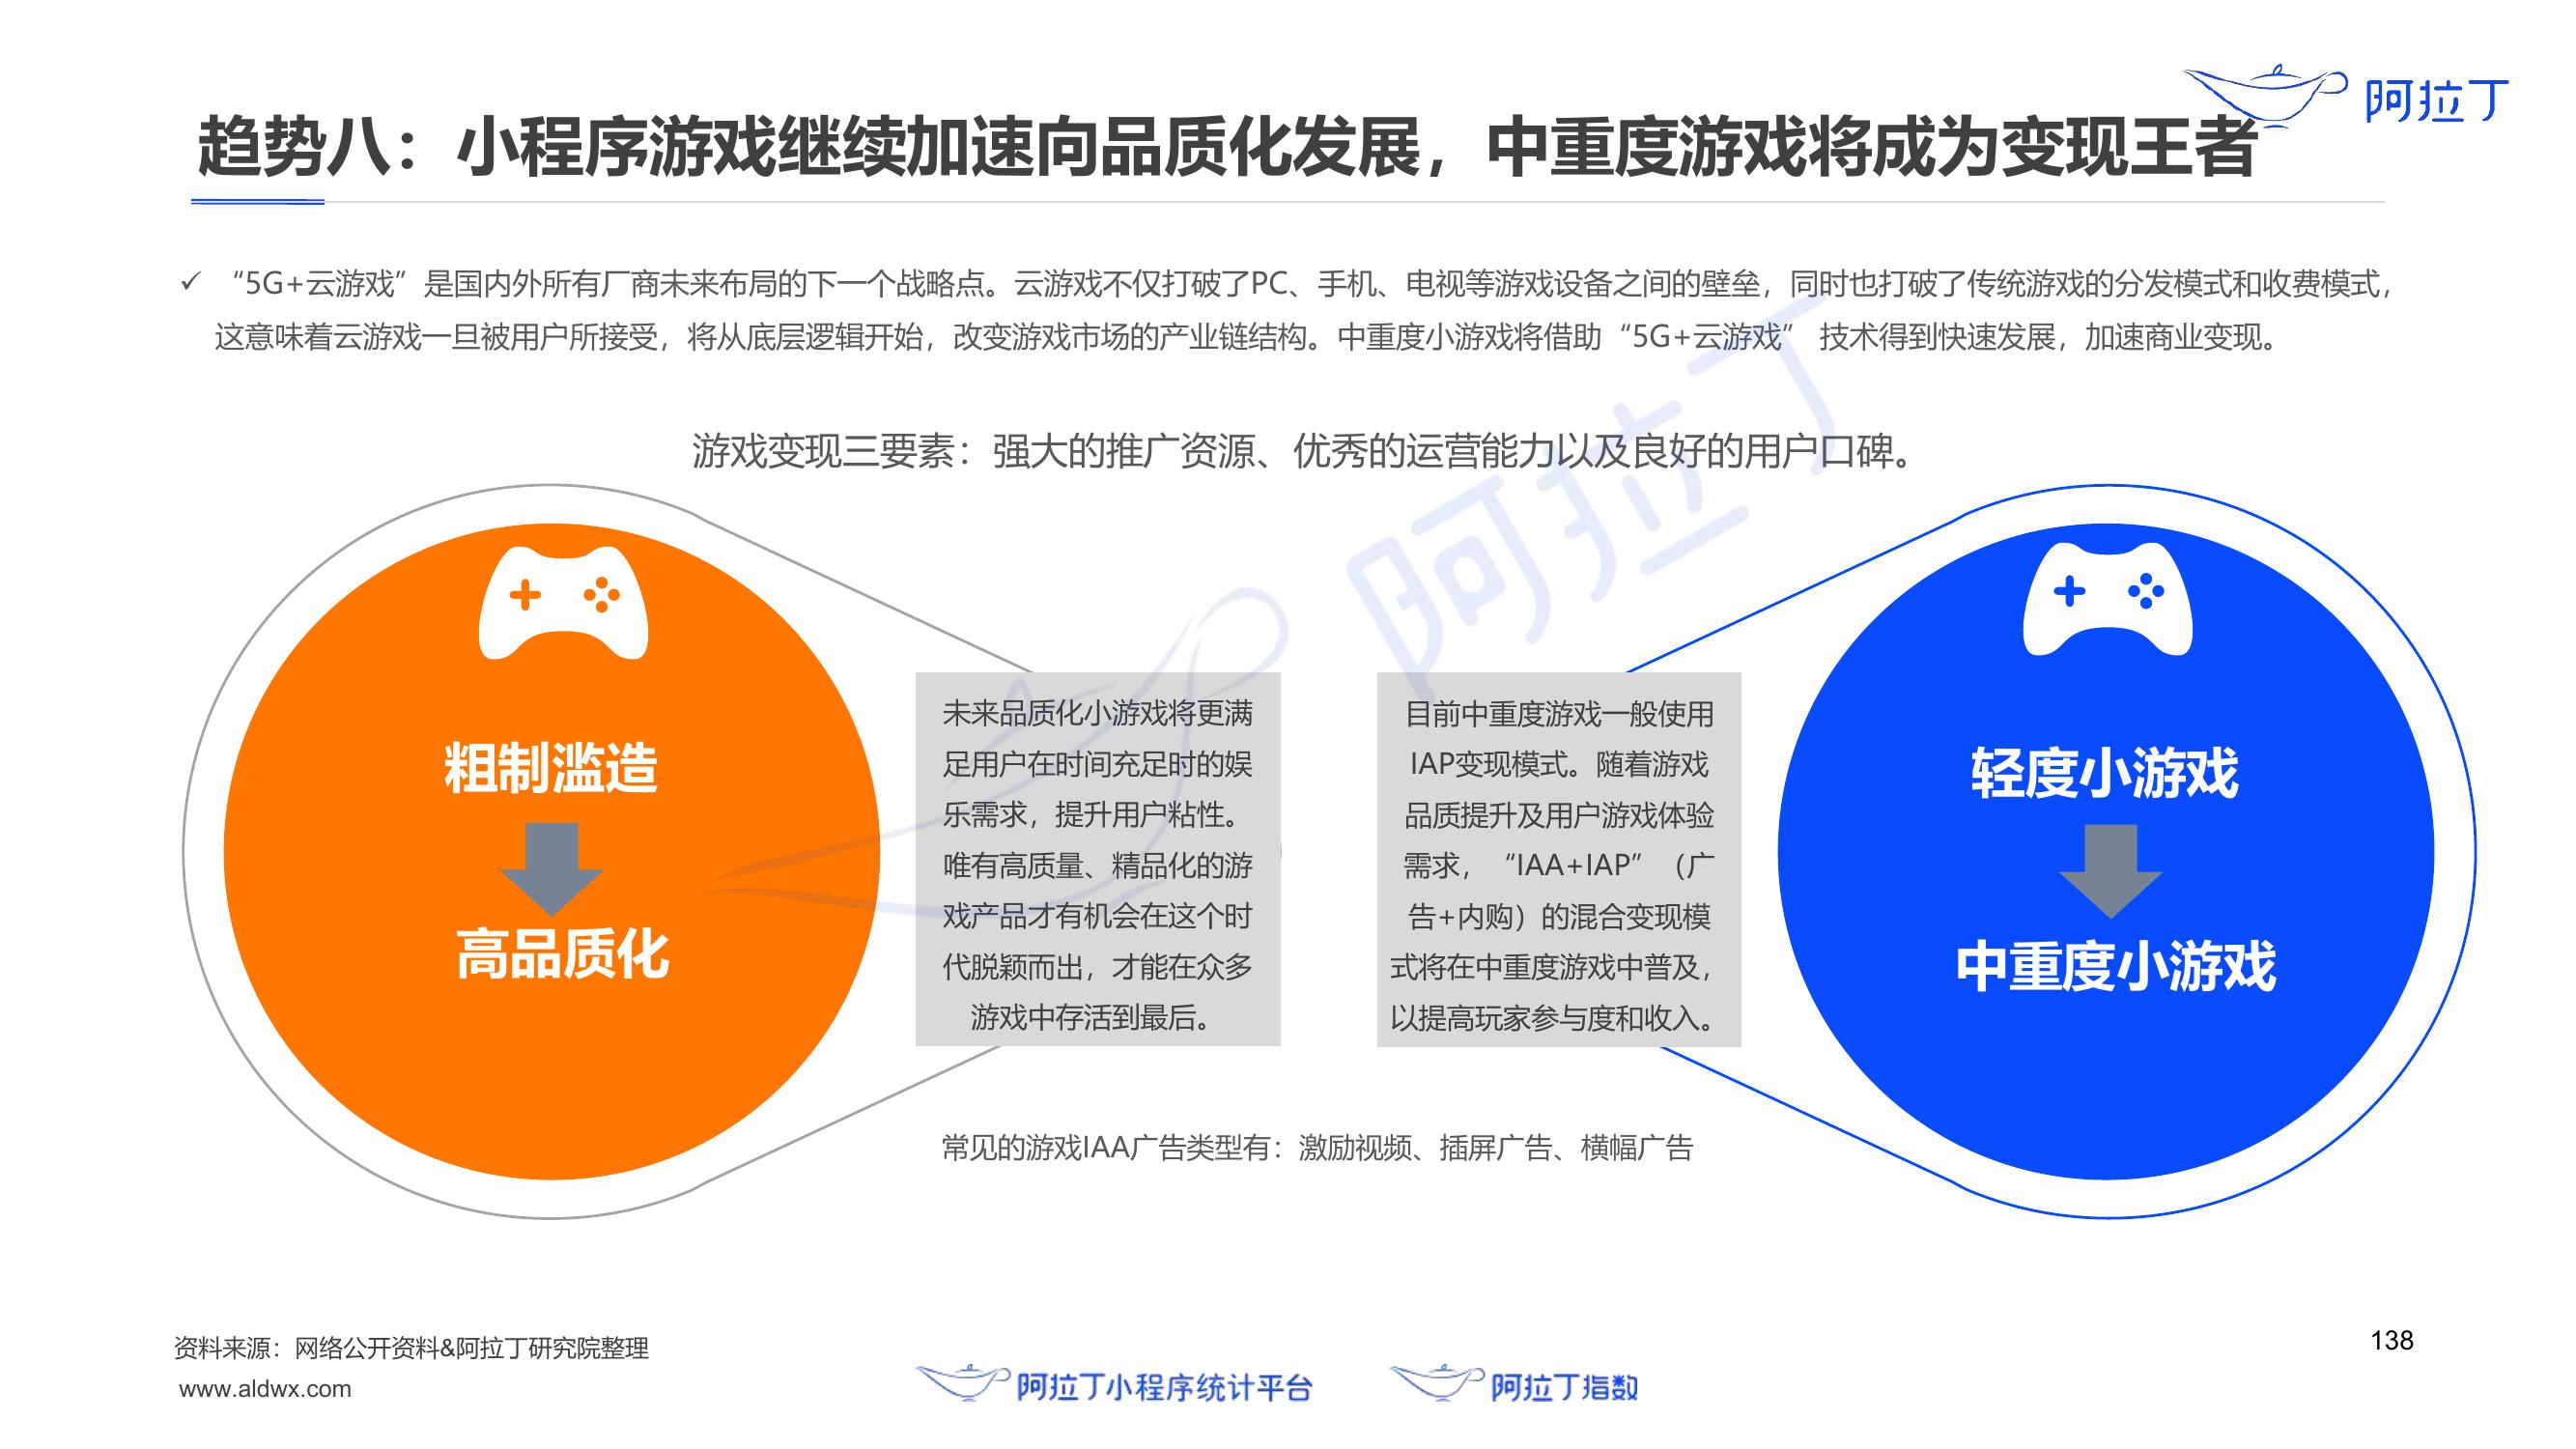 阿拉丁
趋势八：小程序游戏继续加速向品质化发展，中重度游戏将成为变现王者
✓ “5G+云游戏”是国内外所有厂商未来布局的下一个战略点。云游戏不仅打破了PC、手机、电视等游戏设备之间的壁垒，同时也打破了传统游戏的分发模式和收费模式，
这意味着云游戏一旦被用户所接受，将从底层逻辑开始，改变游戏市场的产业链结构。中重度小游戏将借助“5G+云游戏” 技术得到快速发展，加速商业变现。
游戏变现三要素：强大的推广资源、优秀的运营能力以及良好的用户口碑。
粗制滥造
高品质化
未来品质化小游戏将更满
足用户在时间充足时的娱
乐需求，提升用户粘性。
唯有高质量、精品化的游
戏产品才有机会在这个时
代脱颖而出，才能在众多
游戏中存活到最后。
目前中重度游戏一般使用
IAP变现模式。随着游戏
品质提升及用户游戏体验
需求，“IAA+IAP”（广
告+内购）的混合变现模
式将在中重度游戏中普及，
以提高玩家参与度和收入。
轻度小游戏
中重度小游戏
阿拉丁
常见的游戏IAA广告类型有：激励视频、插屏广告、横幅广告
资料来源：网络公开资料&阿拉丁研究院整理
www.aldwx.com
阿拉丁小程序统计平台
阿拉丁指数
138